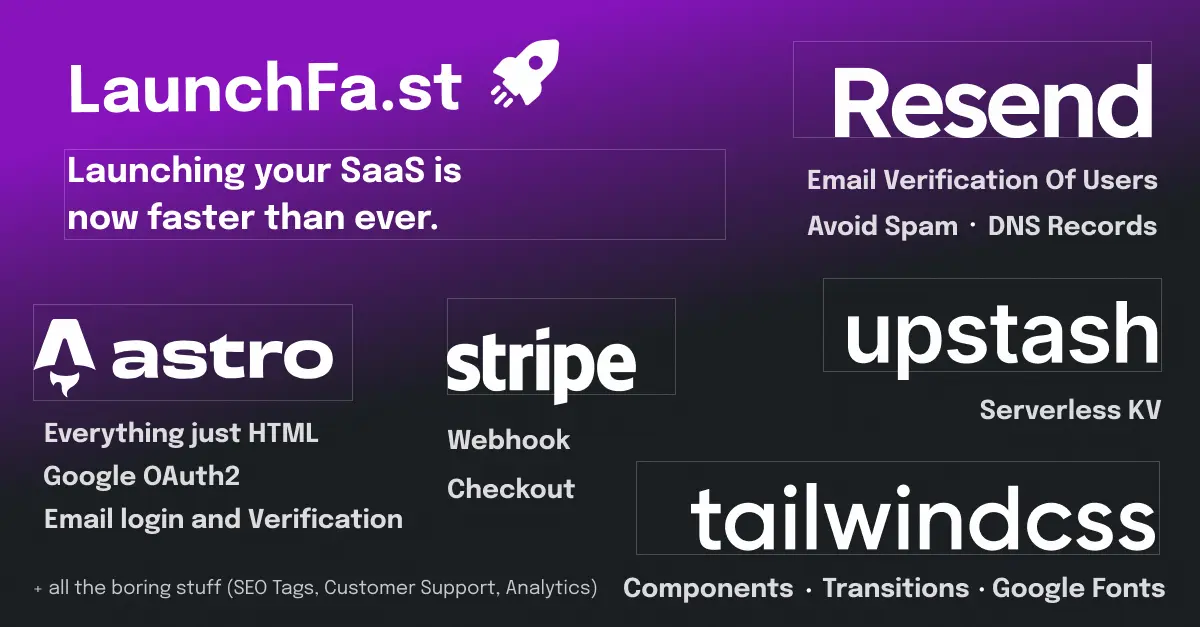 LaunchFa.st
Launching your SaaS is
now faster than ever.
Resend
Email Verification Of Users
Avoid Spam · DNS Records
astro
Everything just HTML
Google OAuth2
Email login and Verification
stripe
Webhook
Checkout
upstash
Serverless KV
tailwindcss
Components · Transitions · Google Fonts
+ all the boring stuff (SEO Tags, Customer Support, Analytics)